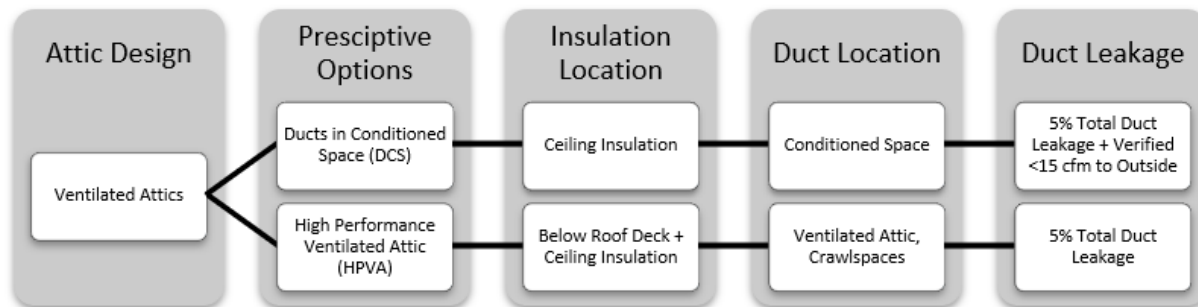 Attic Design
Presciptive
Options
Insulation
Location
Duct Location
Duct Leakage
Ventilated Attics
Ducts in Conditioned
Space (DCS)
Ceiling Insulation
Conditioned Space
5% Total Duct
Leakage + Verified
<15 cfm to Outside
High Performance
Ventilated Attic
(HPVA)
Below Roof Deck +
Ceiling Insulation
Ventilated Attic,
Crawlspaces
5% Total Duct
Leakage